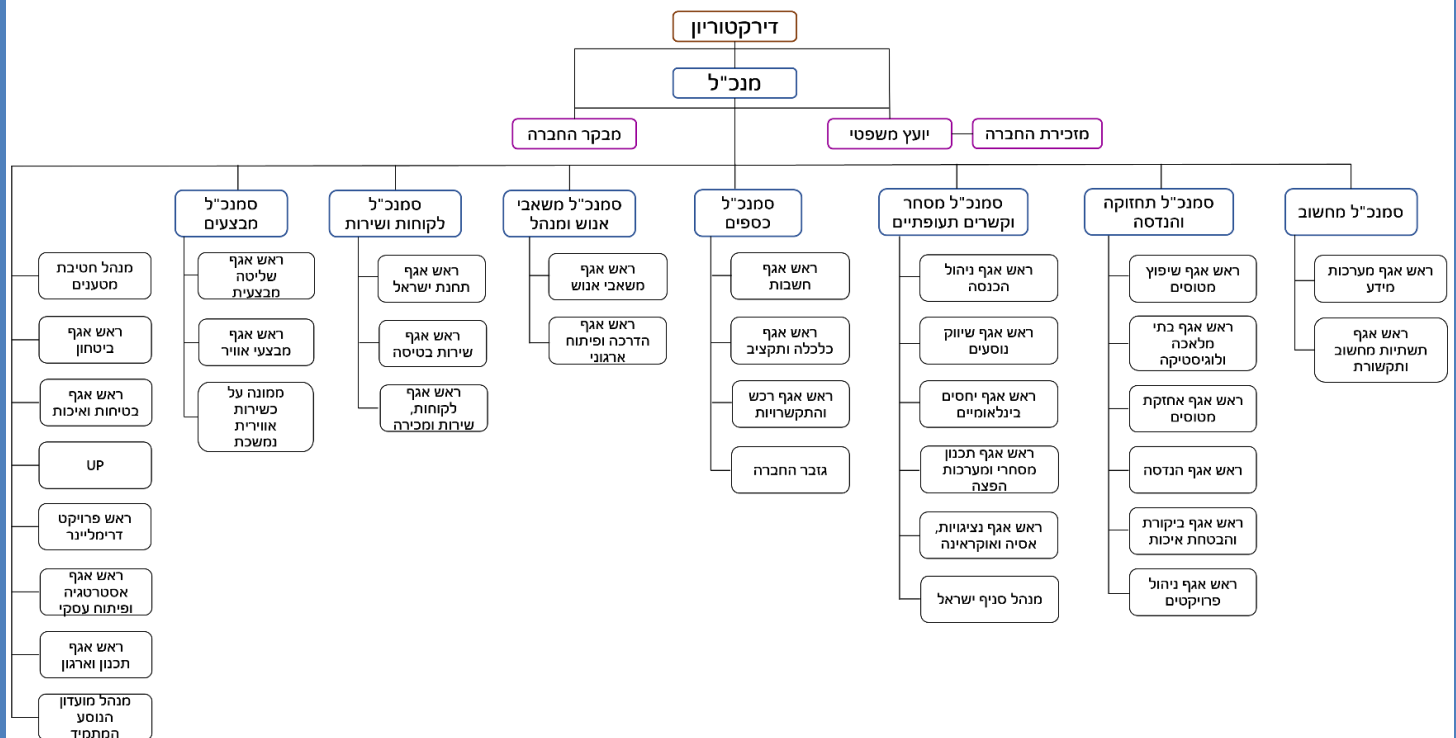 דירקטוריון
מנכ"ל
מזכירת החברה
יועץ משפטי
מבקר החברה
סמנכ"ל מחשוב
ראש אגף מערכות
מידע
ראש אגף
תשתיות מחשוב
ותקשורת
סמנכ"ל תחזוקה
והנדסה
ראש אגף שיפוץ
מטוסים
ראש אגף בתי
מלאכה
ולוגיסטיקה
ראש אגף אחזקת
מטוסים
ראש אגף הנדסה
ראש אגף ביקורת
והבטחת איכות
ראש אגף ניהול
פרויקטים
סמנכ"ל מסחר
וקשרים תעופתיים
ראש אגף ניהול
הכנסה
ראש אגף שיווק
נוסעים
ראש אגף יחסים
בינלאומיים
ראש אגף תכנון
מסחרי ומערכות
הפצה
ראש אגף נציגויות,
אסיה ואוקראינה
מנהל סניף ישראל
סמנכ"ל
כספים
ראש אגף
חשבות
ראש אגף
כלכלה ותקציב
ראש אגף רכש
והתקשרויות
גזבר החברה
סמנכ"ל משאבי
אנוש ומנהל
ראש אגף
משאבי אנוש
ראש אגף
הדרכה ופיתוח
ארגוני
סמנכ"ל
לקוחות ושירות
ראש אגף
תחנת ישראל
ראש אגף
שירות בטיסה
ראש אגף
לקוחות,
שירות ומכירה
סמנכ"ל
מבצעים
ראש אגף
שליטה
מבצעית
ראש אגף
מבצעי אוויר
ממונה על
כשירות
אווירית
נמשכת
מנהל חטיבת
מטענים
ראש אגף
ביטחון
ראש אגף
בטיחות ואיכות
UP
ראש פרויקט
דרימליינר
ראש אגף
אסטרטגיה
ופיתוח עסקי
ראש אגף
תכנון וארגון
מנהל מועדון
הנוסע
המתמיד